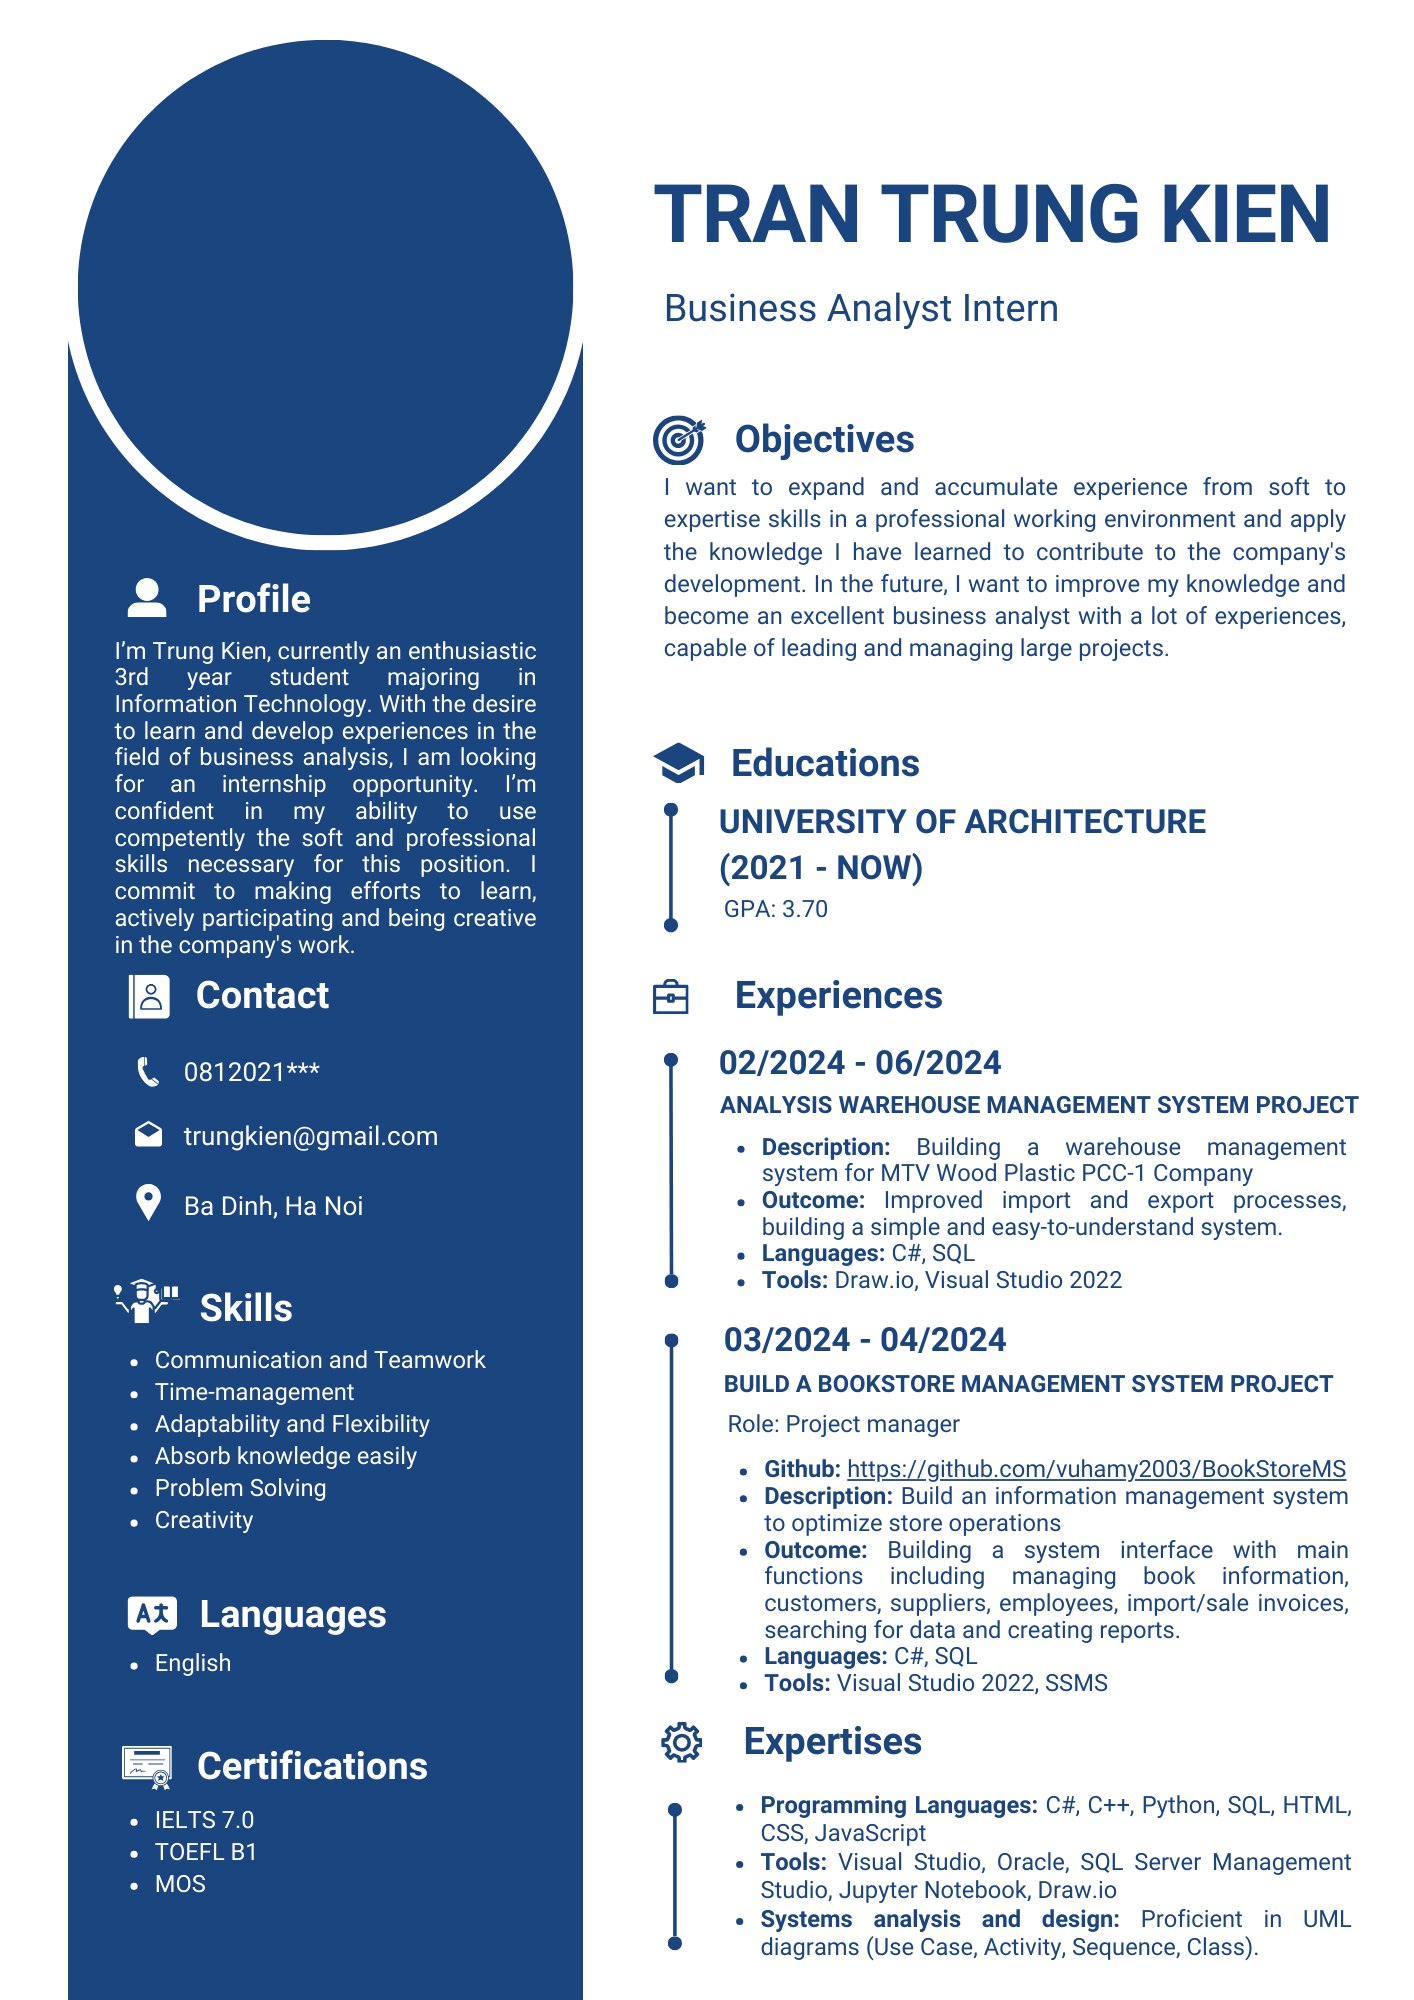 TRAN TRUNG KIEN
Business Analyst Intern
Profile
I’m Trung Kien, currently an enthusiastic
3rd year student majoring in
Information Technology. With the desire
to learn and develop experiences in the
field of business analysis, I am looking
for an internship opportunity. I’m
confident in my ability to use
competently the soft and professional
skills necessary for this position. I
commit to making efforts to learn,
actively participating and being creative
in the company's work.
Contact
0812021***
trungkien@gmail.com
Ba Dinh, Ha Noi
Skills
• Communication and Teamwork
• Time-management
• Adaptability and Flexibility
• Absorb knowledge easily
• Problem Solving
• Creativity
Languages
• English
Certifications
• IELTS 7.0
• TOEFL B1
• MOS
Objectives
I want to expand and accumulate experience from soft to
expertise skills in a professional working environment and apply
the knowledge I have learned to contribute to the company's
development. In the future, I want to improve my knowledge and
become an excellent business analyst with a lot of experiences,
capable of leading and managing large projects.
Educations
UNIVERSITY OF ARCHITECTURE
(2021 - NOW)
GPA: 3.70
Experiences
02/2024 - 06/2024
ANALYSIS WAREHOUSE MANAGEMENT SYSTEM PROJECT
• Description: Building a warehouse management
system for MTV Wood Plastic PCC-1 Company
• Outcome: Improved import and export processes,
building a simple and easy-to-understand system.
• Languages: C#, SQL
• Tools: Draw.io, Visual Studio 2022
03/2024 - 04/2024
BUILD A BOOKSTORE MANAGEMENT SYSTEM PROJECT
Role: Project manager
• Github: https://github.com/vuhamy2003/BookStoreMS
• Description: Build an information management system
to optimize store operations
• Outcome: Building a system interface with main
functions including managing book information,
customers, suppliers, employees, import/sale invoices,
searching for data and creating reports.
• Languages: C#, SQL
• Tools: Visual Studio 2022, SSMS
Expertises
• Programming Languages: C#, C++, Python, SQL, HTML,
CSS, JavaScript
• Tools: Visual Studio, Oracle, SQL Server Management
Studio, Jupyter Notebook, Draw.io
• Systems analysis and design: Proficient in UML
diagrams (Use Case, Activity, Sequence, Class).